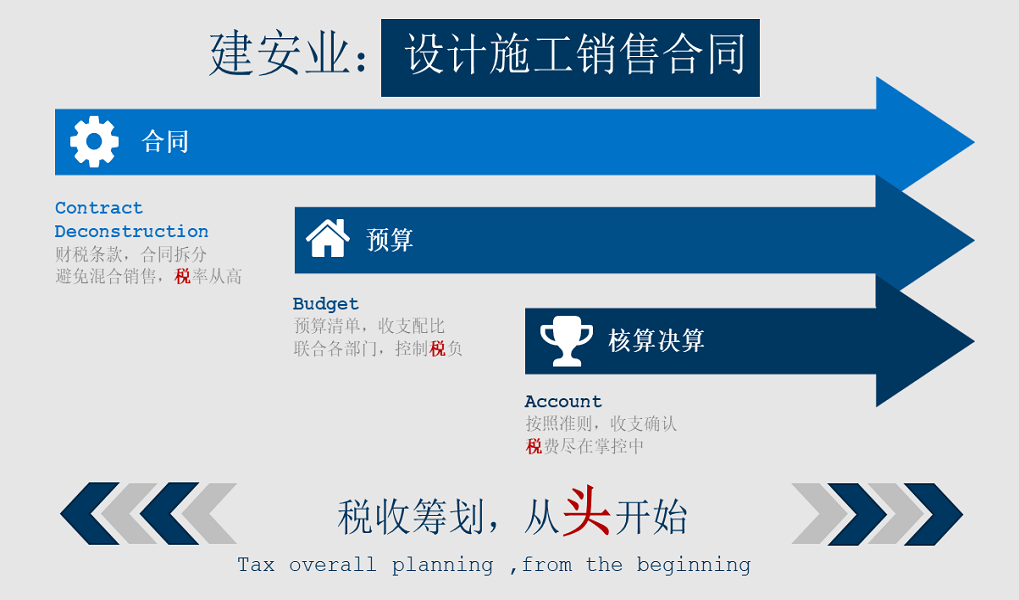 建安业：设计施工销售合同
合同
Contract
Deconstruction
财税条款，合同拆分
避免混合销售，税率从高
预算
Budget
预算清单，收支配比
联合各部门，控制税负
核算决算
Account
按照准则，收支确认
税费尽在掌控中
税收筹划，从头开始
Tax overall planning ,from the beginning